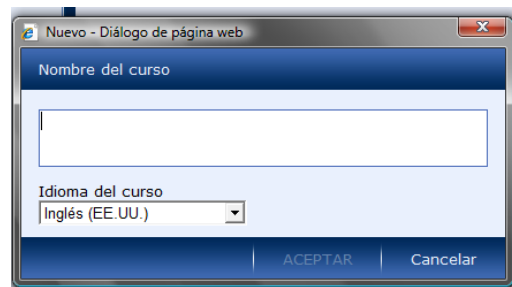 Nuevo - Diálogo de página web
Nombre del curso
Idioma del curso
Inglés (EE.UU.)
ACEPTAR Cancelar